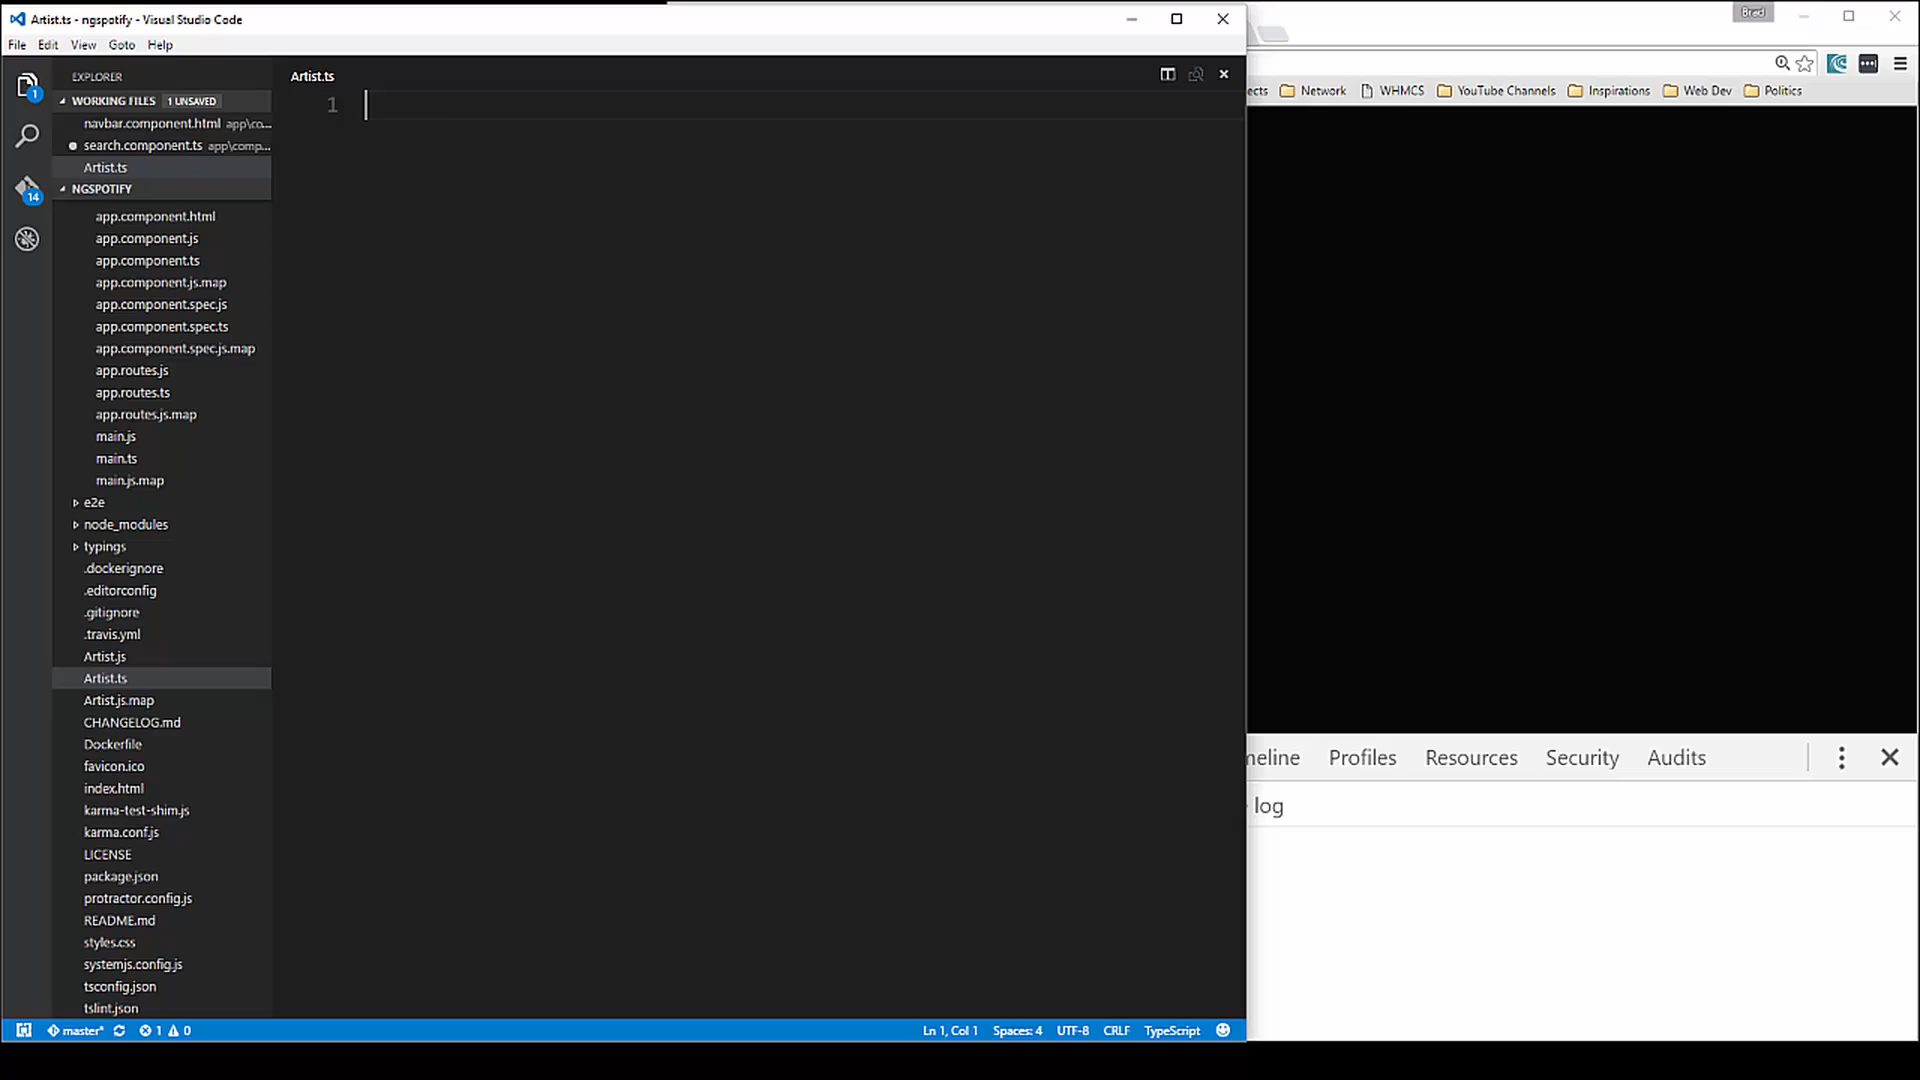 Artist.ts - ngspotify - Visual Studio Code
Brad
File Edit View Goto Help
EXPLORER
Artist.ts
ects Network WHMCS YouTube Channels Inspirations Web Dev Politics
WORKING FILES 1 UNSAVED
1
1
navbar.component.html app\co...
search.component.ts app\comp...
Artist.ts
NGSPOTIFY
14
app.component.html
app.component.js
app.component.ts
app.component.js.map
app.component.spec.js
app.component.spec.ts
app.component.spec.js.map
app.routes.js
app.routes.ts
app.routes.js.map
main.js
main.ts
main.js.map
e2e
node_modules
typings
.dockerignore
.editorconfig
.gitignore
.travis.yml
Artist.js
Artist.ts
Artist.js.map
CHANGELOG.md
Dockerfile
favicon.ico
index.html
karma-test-shim.js
karma.conf.js
LICENSE
package.json
protractor.config.js
README.md
styles.css
systemjs.config.js
tsconfig.json
tslint.json
meline Profiles Resources Security Audits
log
master* 1 0 Ln 1, Col 1 Spaces: 4 UTF-8 CRLF TypeScript